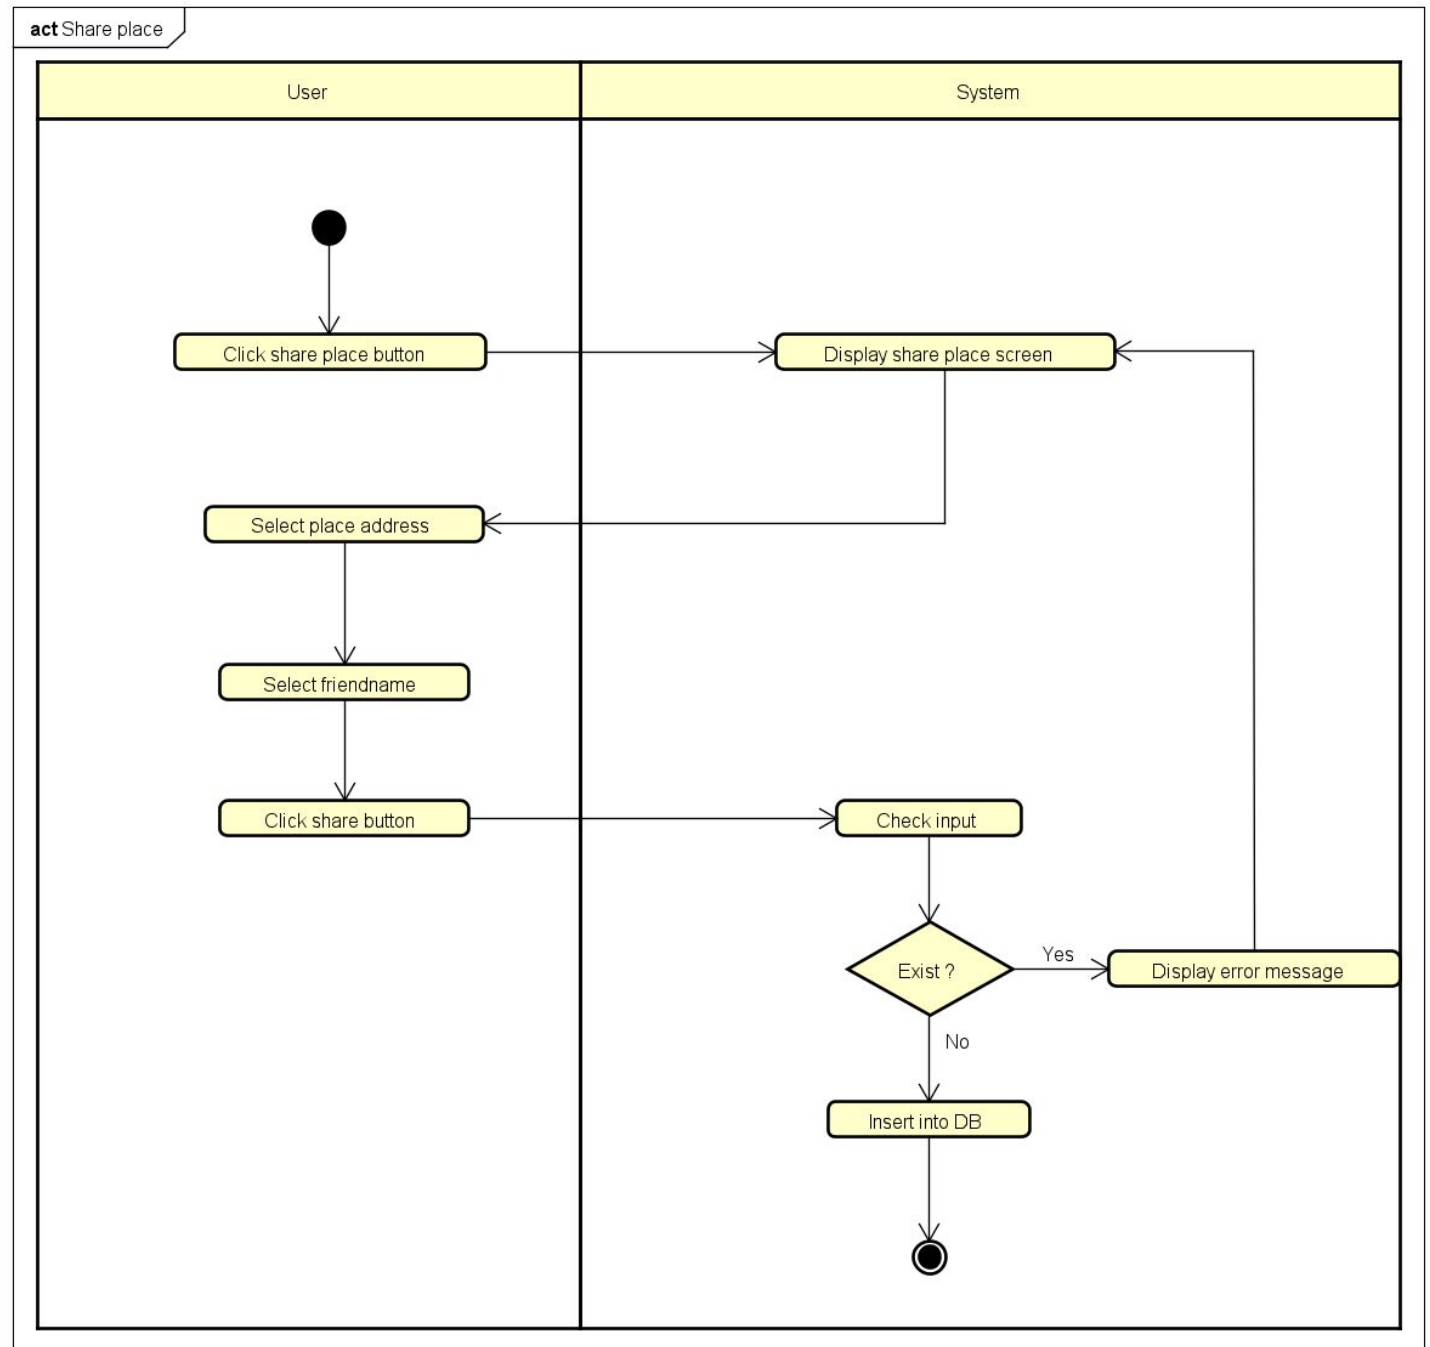 act Share place
User
System
Click share place button
Display share place screen
Select place address
Select friendname
Click share button
Check input
Exist ?
Yes
Display error message
No
Insert into DB